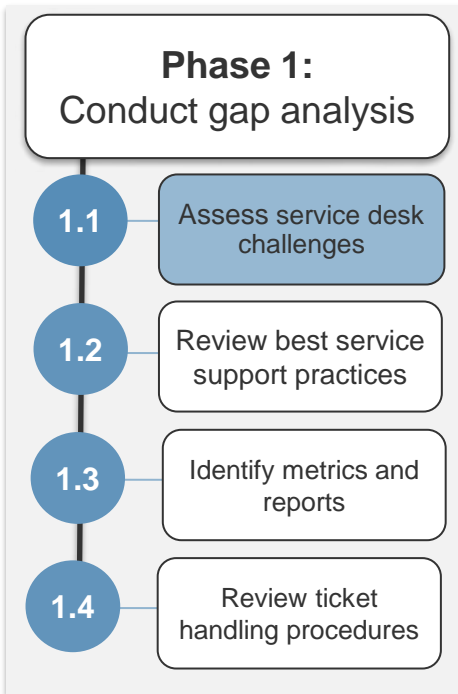 Phase 1:
Conduct gap analysis
1.1
Assess service desk
challenges
1.2
Review best service
support practices
1.3
Identify metrics and
reports
1.4
Review ticket
handling procedures